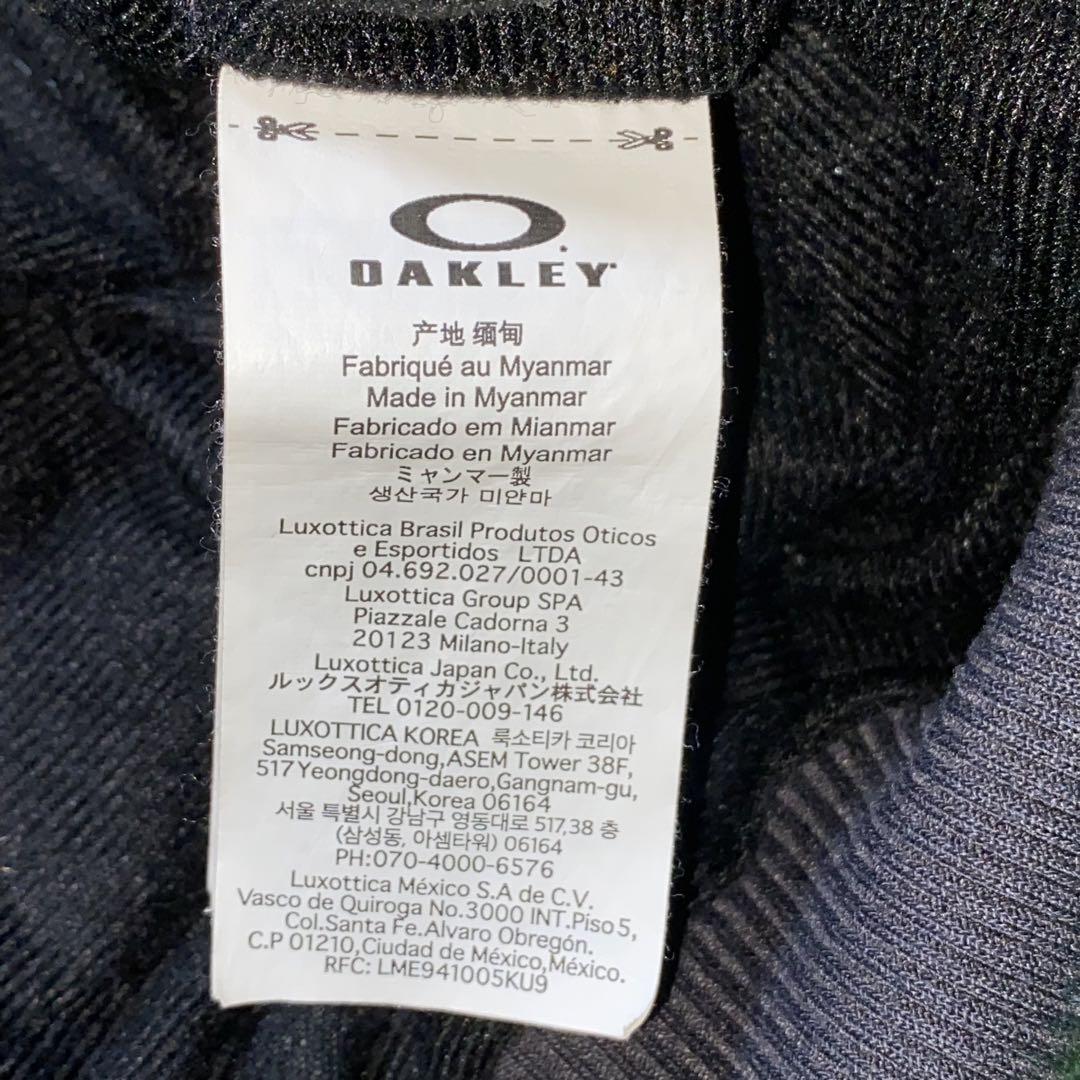 OAKLEY
产地 缅甸
Fabriqué au Myanmar
Made in Myanmar
Fabricado em Mianmar
Fabricado en Myanmar
ミャンマー製
생산국가 미얀마
Luxottica Brasil Produtos Oticos
e Esportidos LTDA
cnpj 04.692.027/0001-43
Luxottica Group SPA
Piazzale Cadorna 3
20123 Milano-Italy
Luxottica Japan Co., Ltd.
ルックスオティカジャパン株式会社
TEL 0120-009-146
LUXOTTICA KOREA 룩소티카 코리아
Samseong-dong,ASEM Tower 38F,
517 Yeongdong-daero,Gangnam-gu,
Seoul,Korea 06164
서울 특별시 강남구 영동대로 517,38 층
(삼성동, 아셈타워) 06164
PH:070-4000-6576
Luxottica México S.A de C.V.
Vasco de Quiroga No.3000 INT.Piso 5,
Col.Santa Fe.Alvaro Obregón.
C.P 01210,Ciudad de México,México.
RFC: LME941005KU9